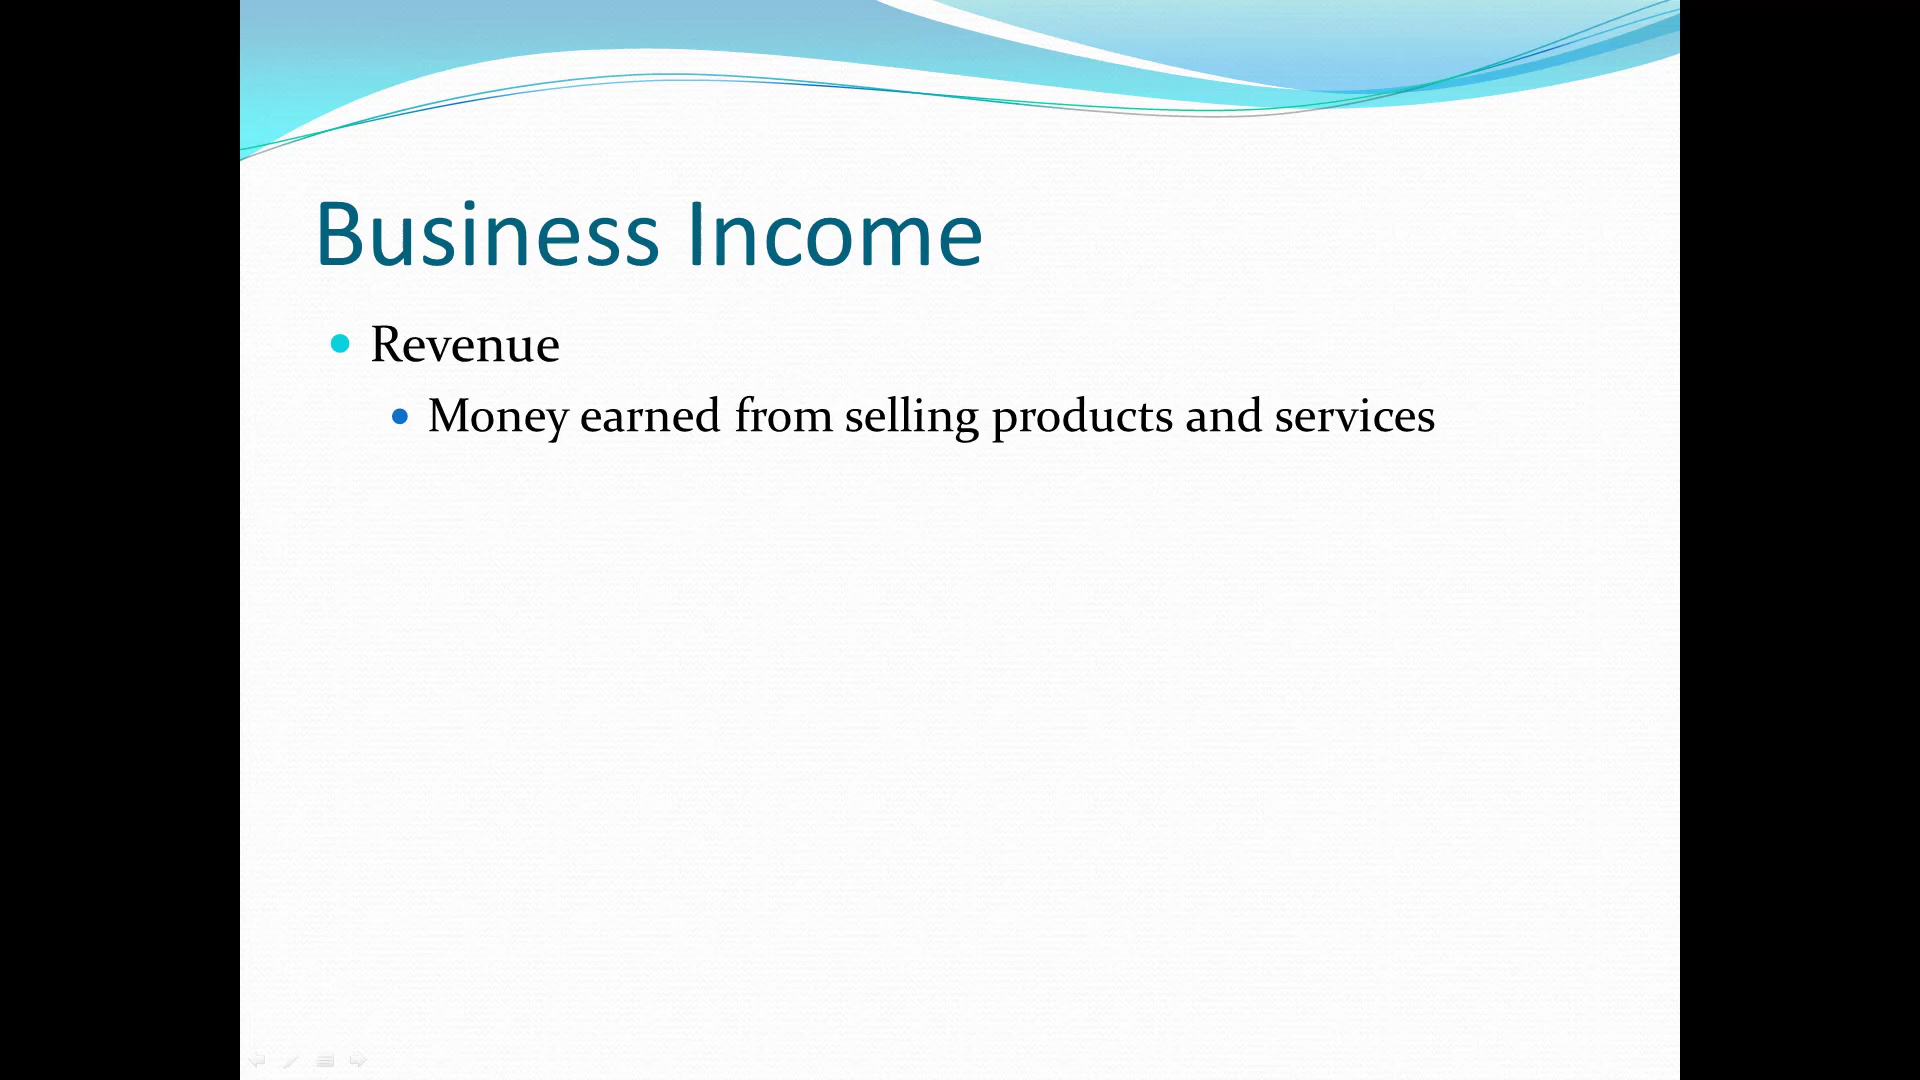 Business Income
Revenue
Money earned from selling products and services